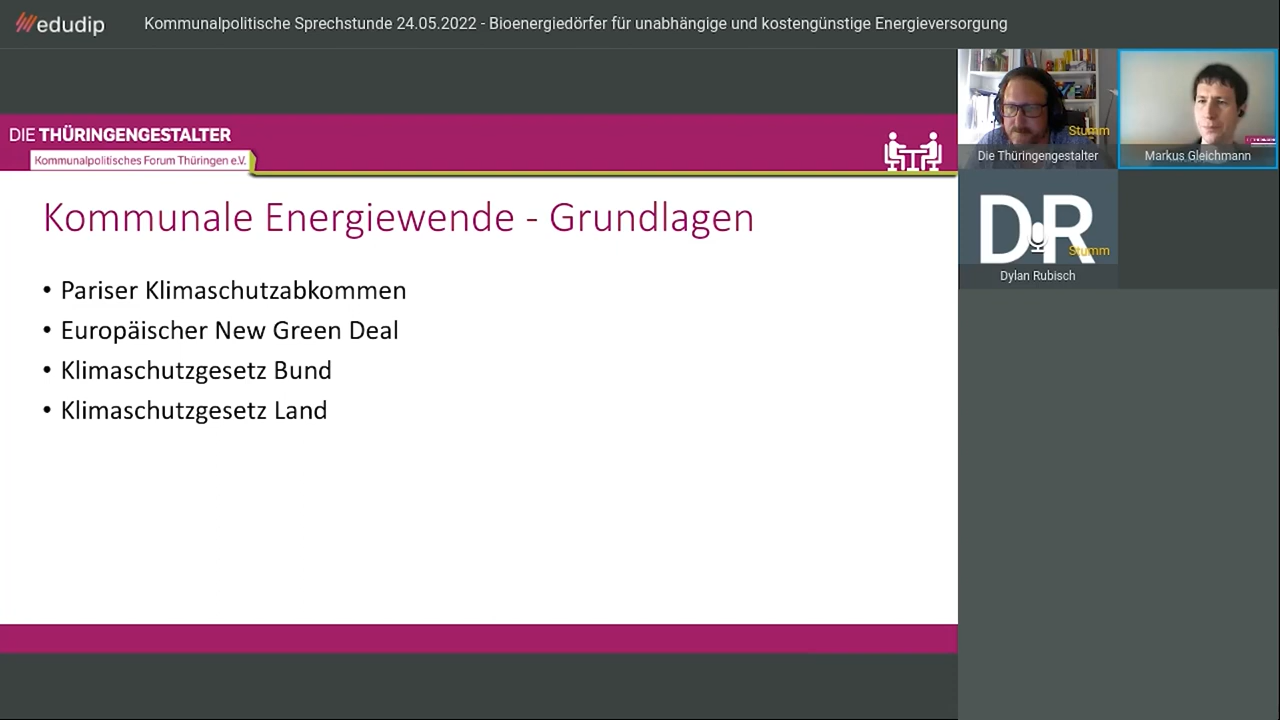 edudip
Kommunalpolitische Sprechstunde 24.05.2022 - Bioenergiedörfer für unabhängige und kostengünstige Energieversorgung
DIE THÜRINGENGESTALTER
Kommunalpolitisches Forum Thüringen e.V.
Kommunale Energiewende - Grundlagen
• Pariser Klimaschutzabkommen
• Europäischer New Green Deal
• Klimaschutzgesetz Bund
• Klimaschutzgesetz Land
Stumm
Die Thüringengestalter
Markus Gleichmann
DR
Stumm
Dylan Rubisch